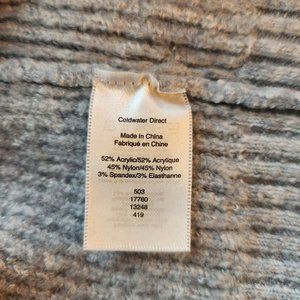 Coldwater Direct
Made in China
Fabriqué en Chine
52% Acrylic/52% Acrylique
45% Nylon/45% Nylon
3% Spandex/3% Elasthanne
503
17760
13248
419